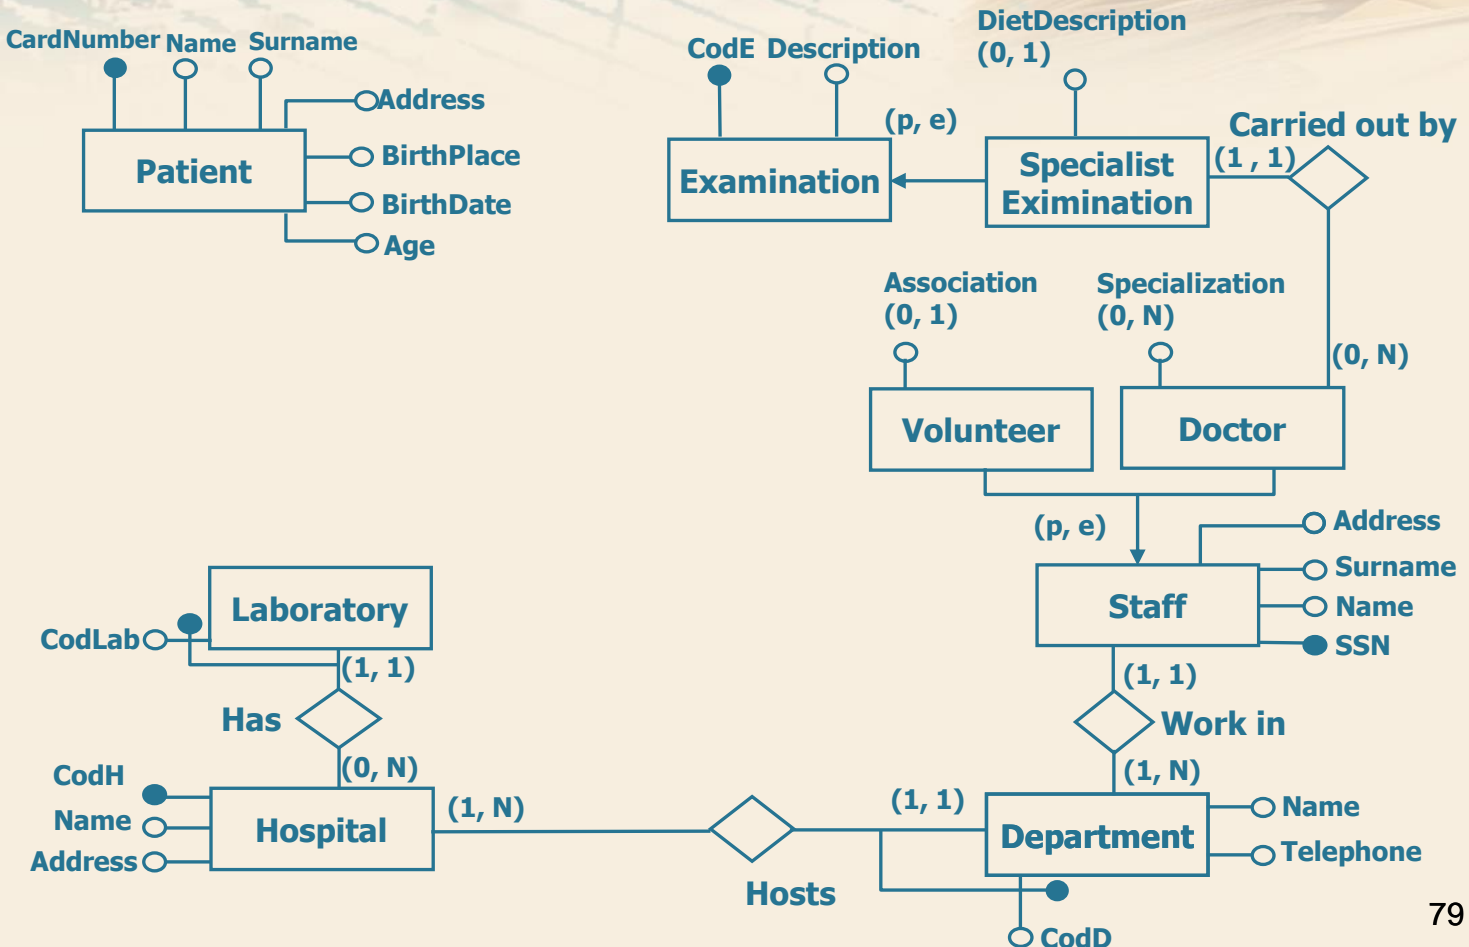 CardNumber Name Surname
Address
BirthPlace
BirthDate
Age
Patient
CodE Description
DietDescription
(0, 1)
(p, e)
Examination
Specialist
Eximination
Carried out by
(1 , 1)
(0, N)
Association
(0, 1)
Specialization
(0, N)
Volunteer
Doctor
(p, e)
Address
Surname
Name
SSN
Staff
(1, 1)
Work in
(1, N)
Laboratory
CodLab
(1, 1)
Has
(0, N)
CodH
Name
Address
Hospital
(1, N)
Hosts
(1, 1)
Department
Name
Telephone
CodD
79